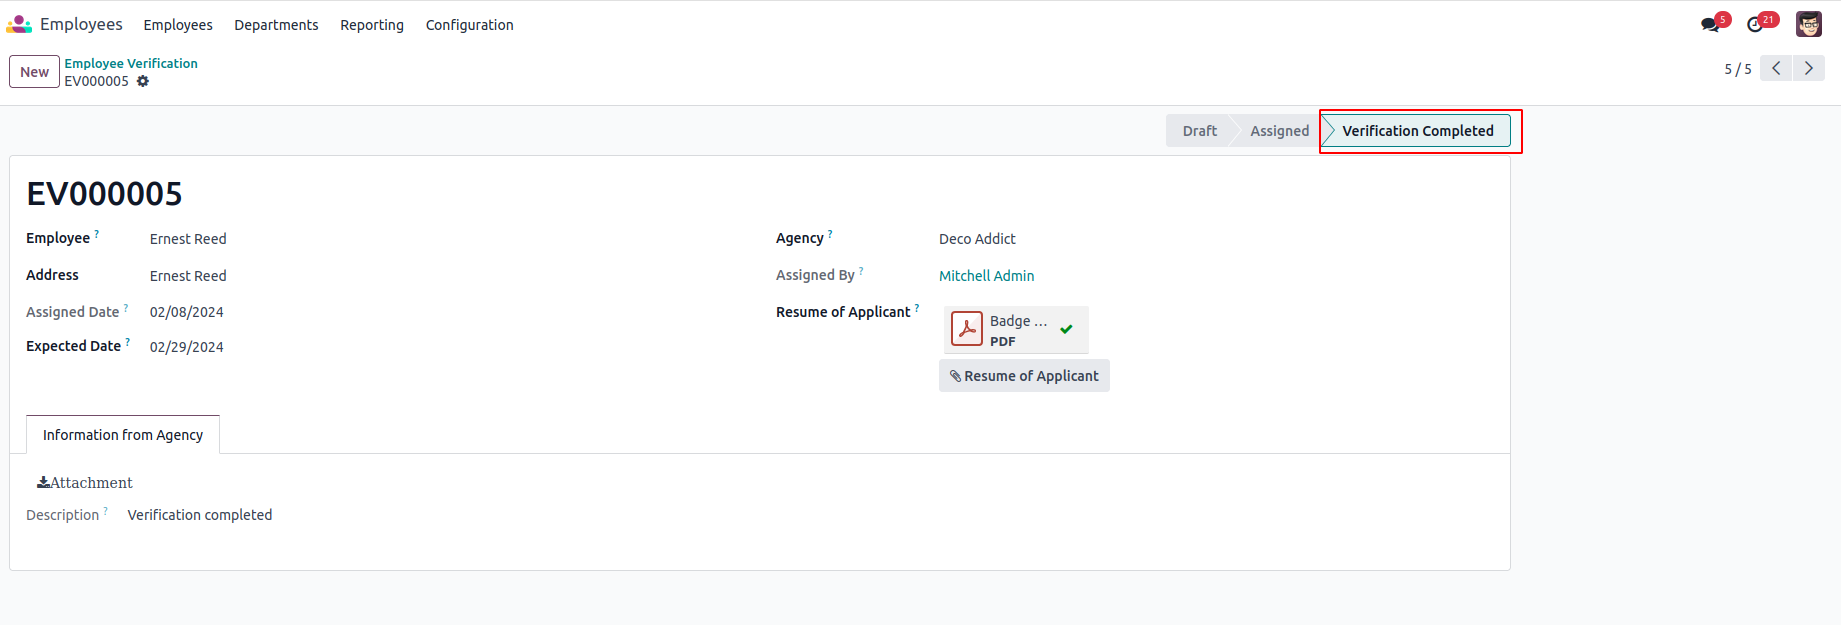 Employees Employees Departments Reporting Configuration 5 21
New Employee Verification
EV000005
5 / 5
Draft Assigned Verification Completed
EV000005
Employee ? Ernest Reed
Agency ? Deco Addict
Address Ernest Reed
Assigned By ? Mitchell Admin
Assigned Date ? 02/08/2024
Resume of Applicant ?
Badge ...
PDF
Expected Date ? 02/29/2024
Resume of Applicant
Information from Agency
Attachment
Description ? Verification completed